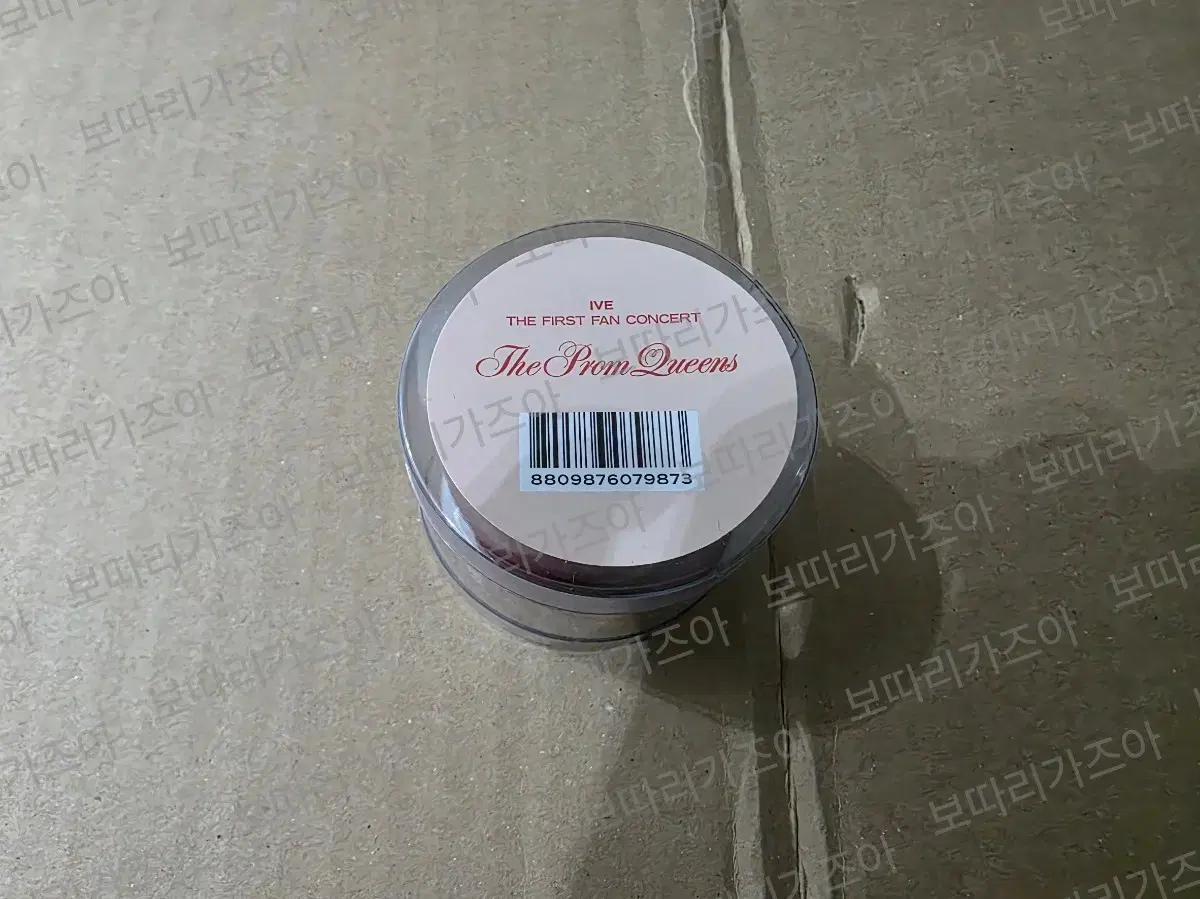 IVE
THE FIRST FAN CONCERT
The Prom Queens
8809876079873
보따리가즈아